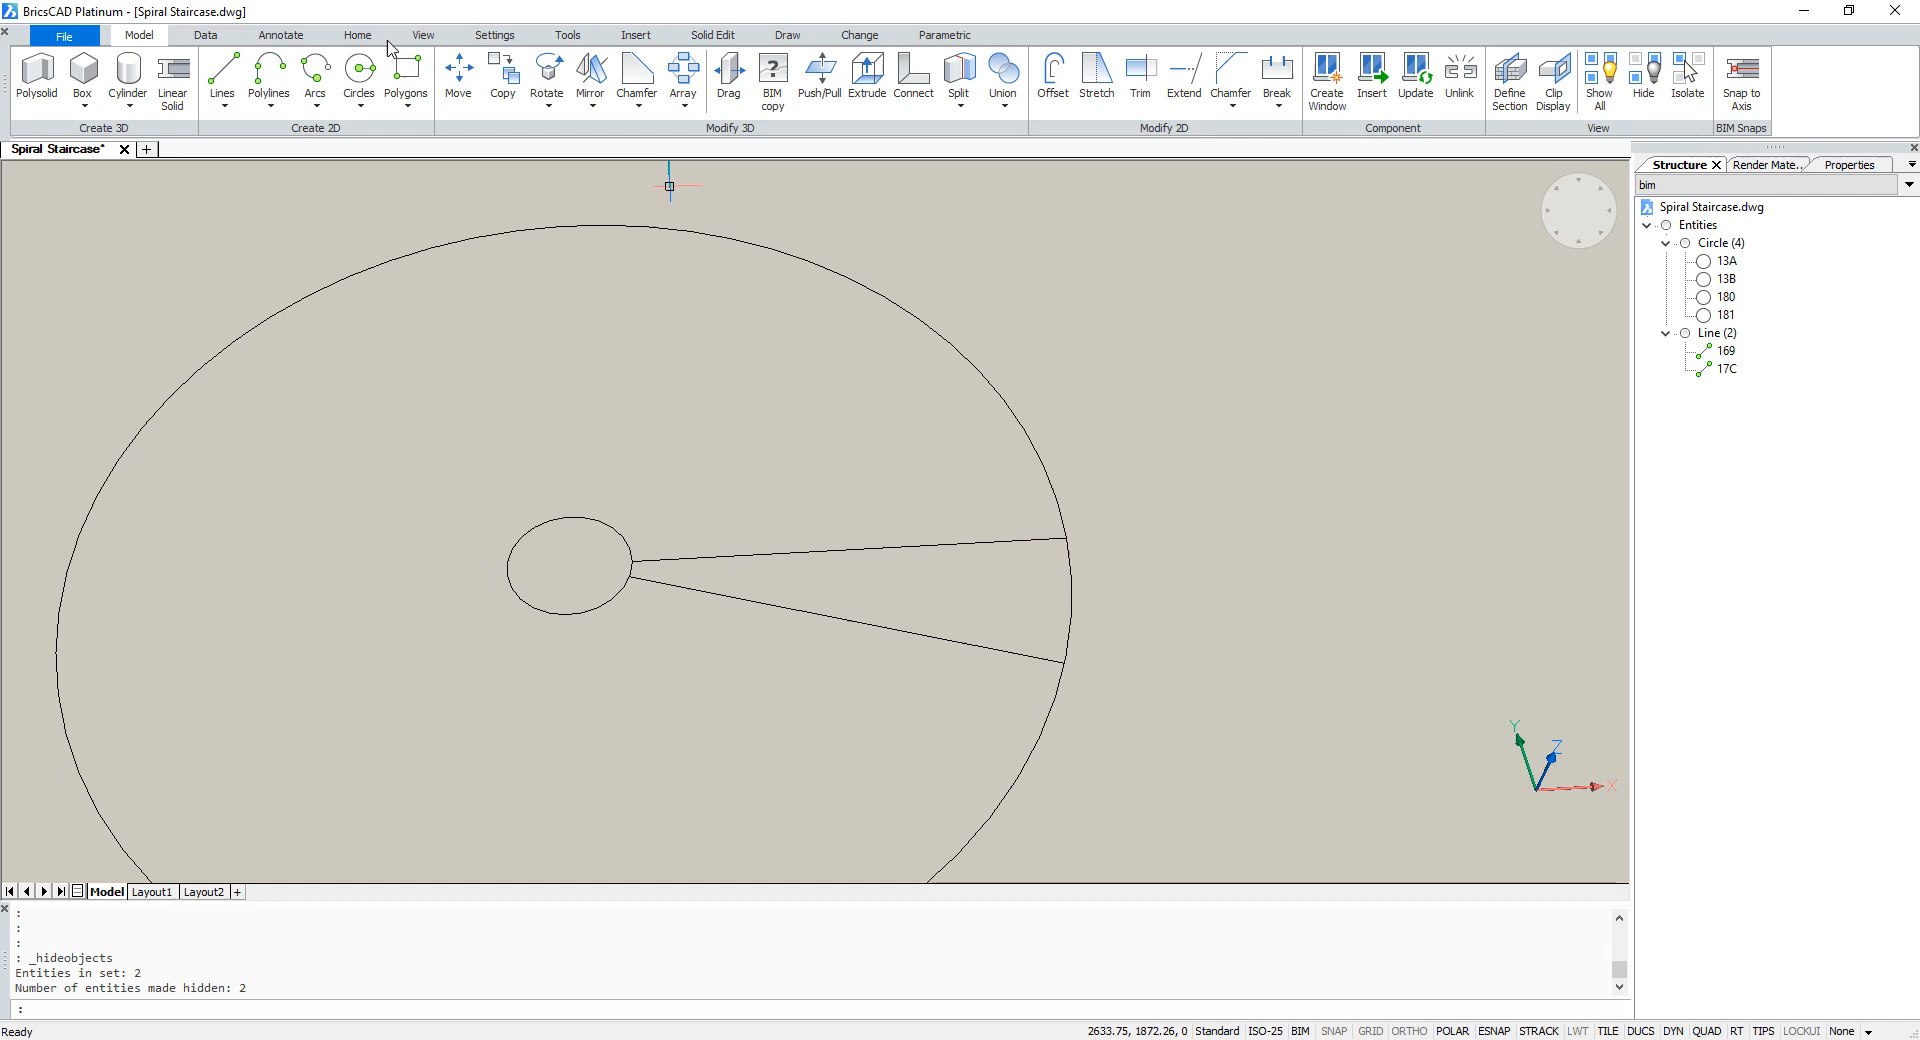 BricsCAD Platinum - [Spiral Staircase.dwg]
File Model Data Annotate Home View Settings Tools Insert Solid Edit Draw Change Parametric
Polysolid Box Cylinder Linear Solid Lines Polylines Arcs Circles Polygons Move Copy Rotate Mirror Chamfer Array Drag BIM copy Push/Pull Extrude Connect Split Union Offset Stretch Trim Extend Chamfer Break Create Window Insert Update Unlink Define Section Clip Display Show All Hide Isolate Snap to Axis
Create 3D Create 2D Modify 3D Modify 2D Component View BIM Snaps
Spiral Staircase*
Structure Render Mate.. Properties
bim
Spiral Staircase.dwg
Entities
Circle (4)
13A
13B
180
181
Line (2)
169
17C
Y
Z
X
Model Layout1 Layout2 +
:
:
:
: _hideobjects
Entities in set: 2
Number of entities made hidden: 2
:
Ready 2633.75, 1872.26, 0 Standard ISO-25 BIM SNAP GRID ORTHO POLAR ESNAP STRACK LWT TILE DUCS DYN QUAD RT TIPS LOCKUI None